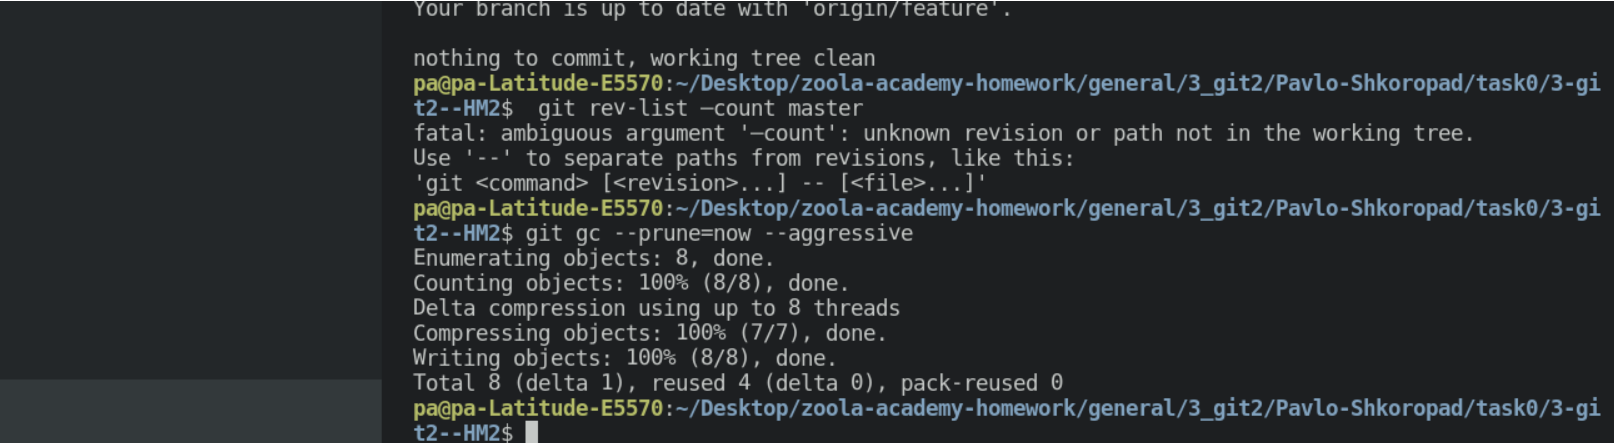 Your branch is up to date with 'origin/feature'.
nothing to commit, working tree clean
pa@pa-Latitude-E5570:~/Desktop/zoola-academy-homework/general/3_git2/Pavlo-Shkoropad/task0/3-gi
t2--HM2$  git rev-list –count master
fatal: ambiguous argument '–count': unknown revision or path not in the working tree.
Use '--' to separate paths from revisions, like this:
'git <command> [<revision>...] -- [<file>...]'
pa@pa-Latitude-E5570:~/Desktop/zoola-academy-homework/general/3_git2/Pavlo-Shkoropad/task0/3-gi
t2--HM2$ git gc --prune=now --aggressive
Enumerating objects: 8, done.
Counting objects: 100% (8/8), done.
Delta compression using up to 8 threads
Compressing objects: 100% (7/7), done.
Writing objects: 100% (8/8), done.
Total 8 (delta 1), reused 4 (delta 0), pack-reused 0
pa@pa-Latitude-E5570:~/Desktop/zoola-academy-homework/general/3_git2/Pavlo-Shkoropad/task0/3-gi
t2--HM2$